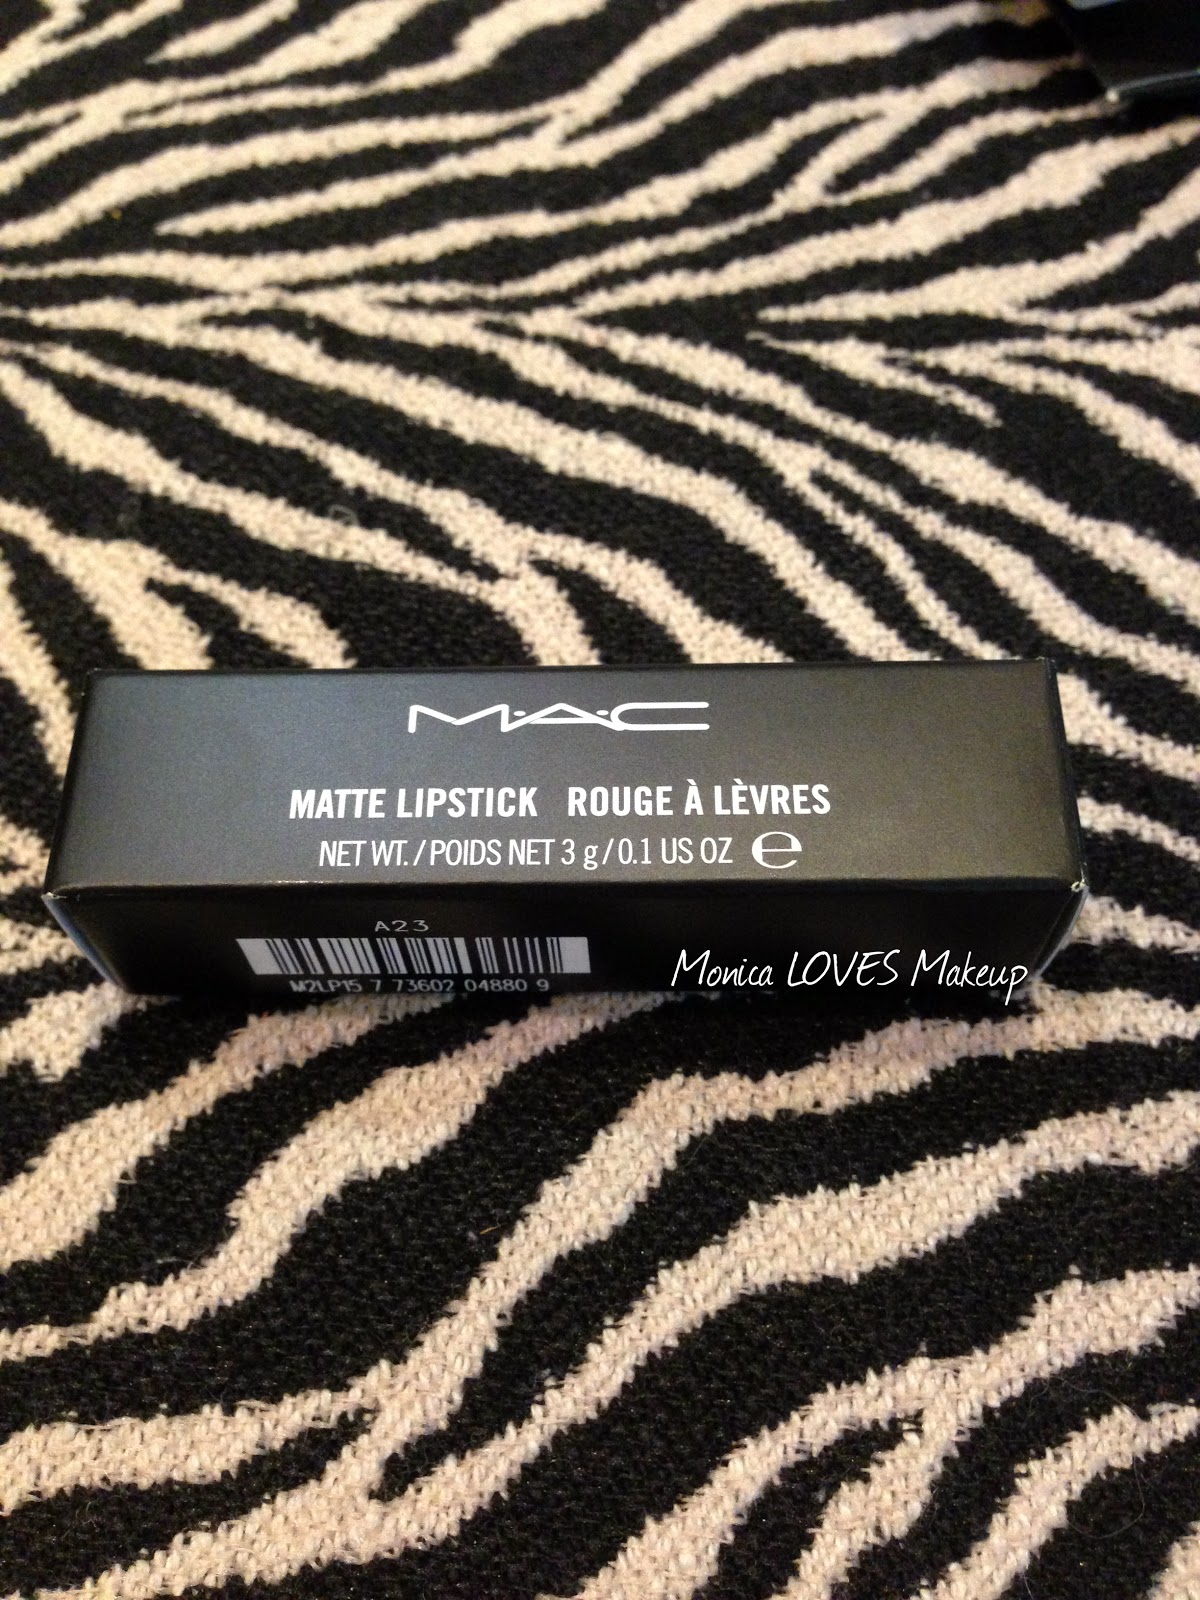 M·A·C
MATTE LIPSTICK ROUGE À LÈVRES
NET WT./POIDS NET 3 g/0.1 US OZ ℮
A23
M2LP15 7 73602 04880 9
Monica LOVES Makeup